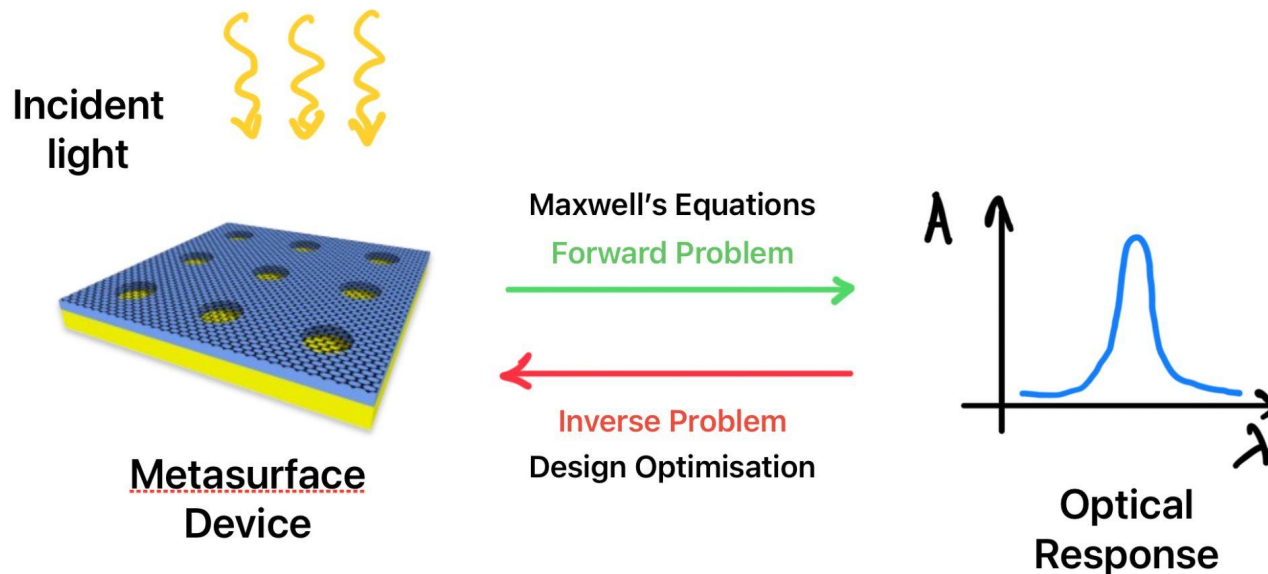 Incident
light
Maxwell's Equations
Forward Problem
Inverse Problem
Design Optimisation
Metasurface
Device
A
λ
Optical
Response